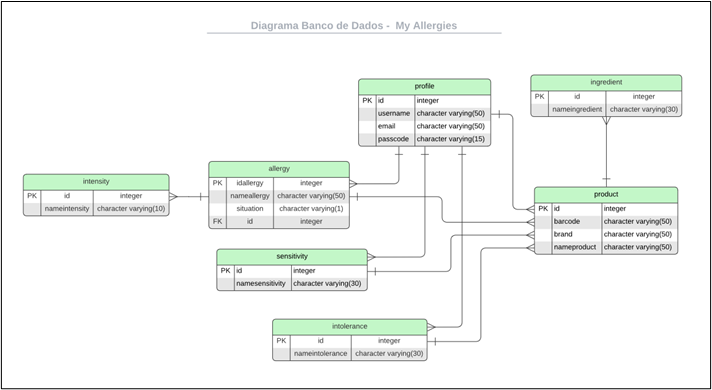 Diagrama Banco de Dados - My Allergies
profile
PK id integer
username character varying(50)
email character varying(50)
passcode character varying(15)
ingredient
PK id integer
nameingredient character varying(30)
allergy
PK idallergy integer
nameallergy character varying(50)
situation character varying(1)
FK id integer
intensity
PK id integer
nameintensity character varying(10)
product
PK id integer
barcode character varying(50)
brand character varying(50)
nameproduct character varying(50)
sensitivity
PK id integer
namesensitivity character varying(30)
intolerance
PK id integer
nameintolerance character varying(30)